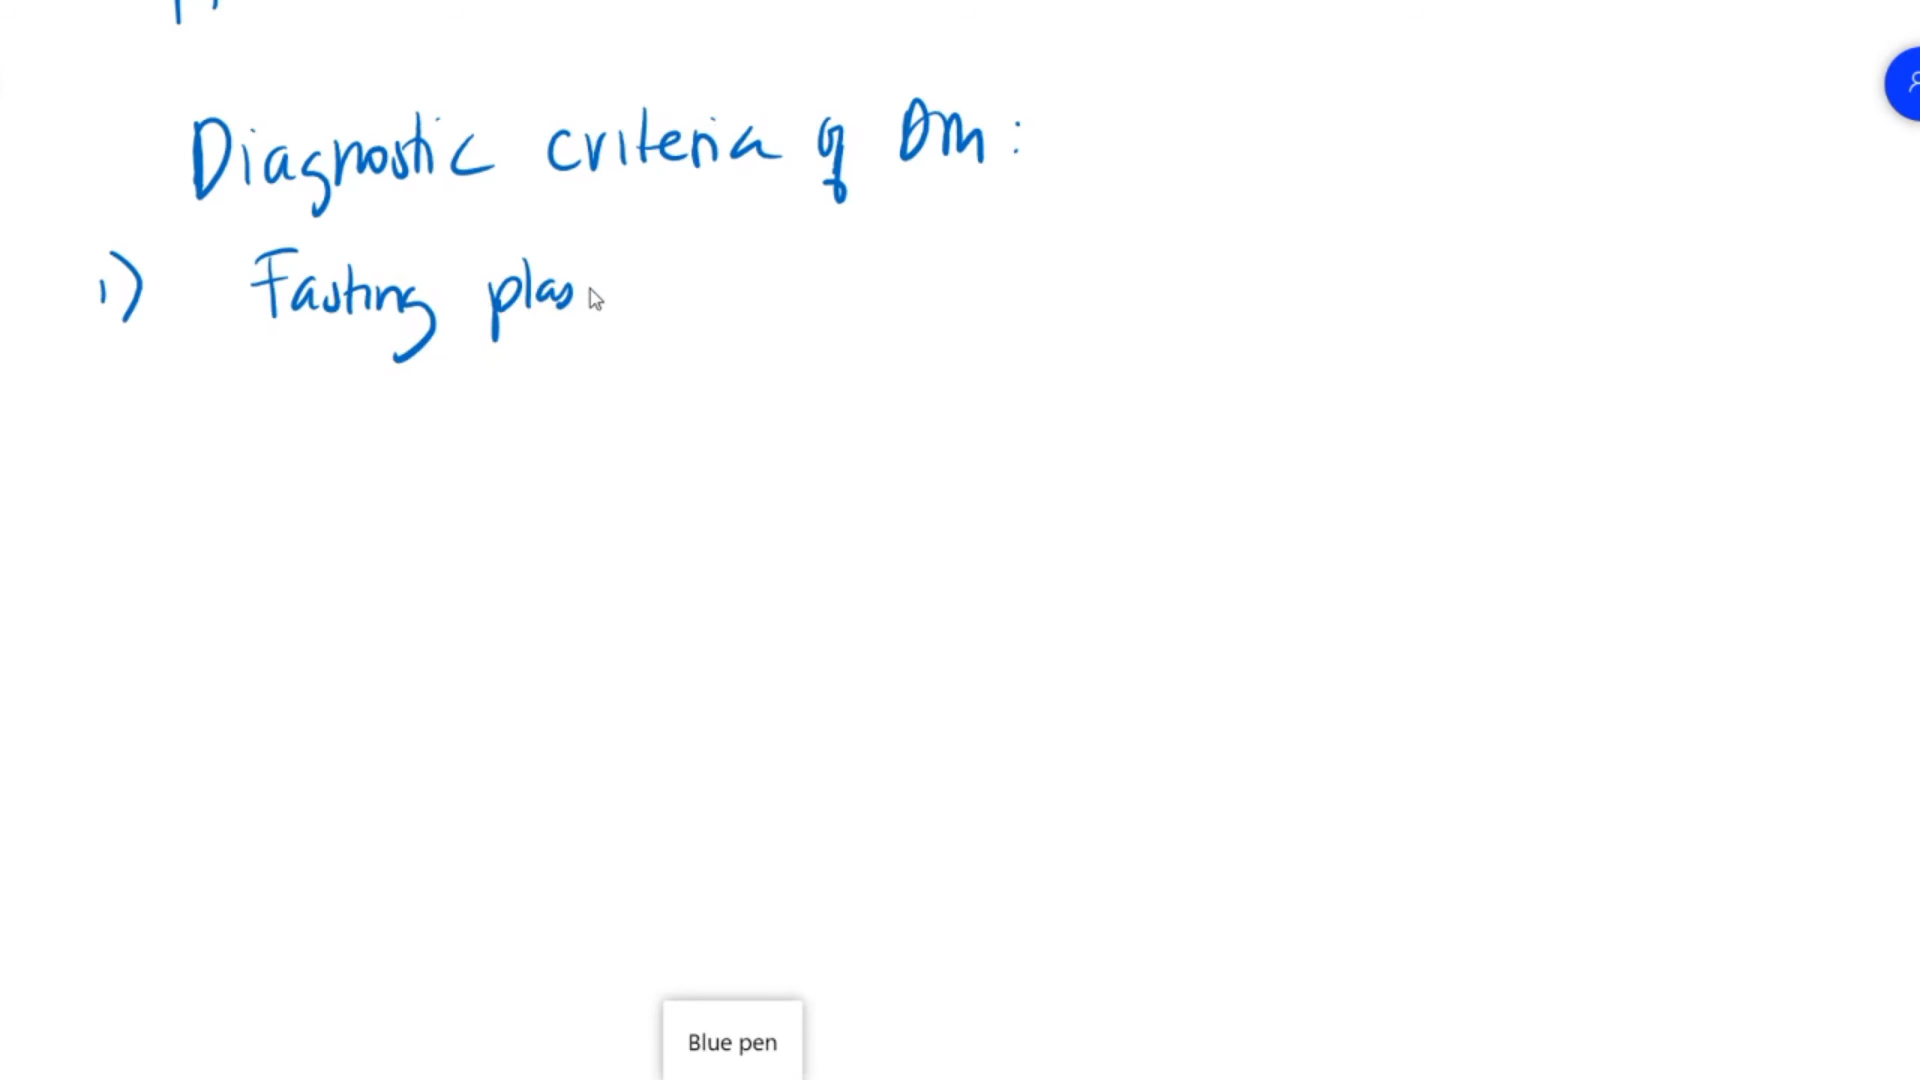 Diagnostic criteria of DM:
1) Fasting plas
Blue pen